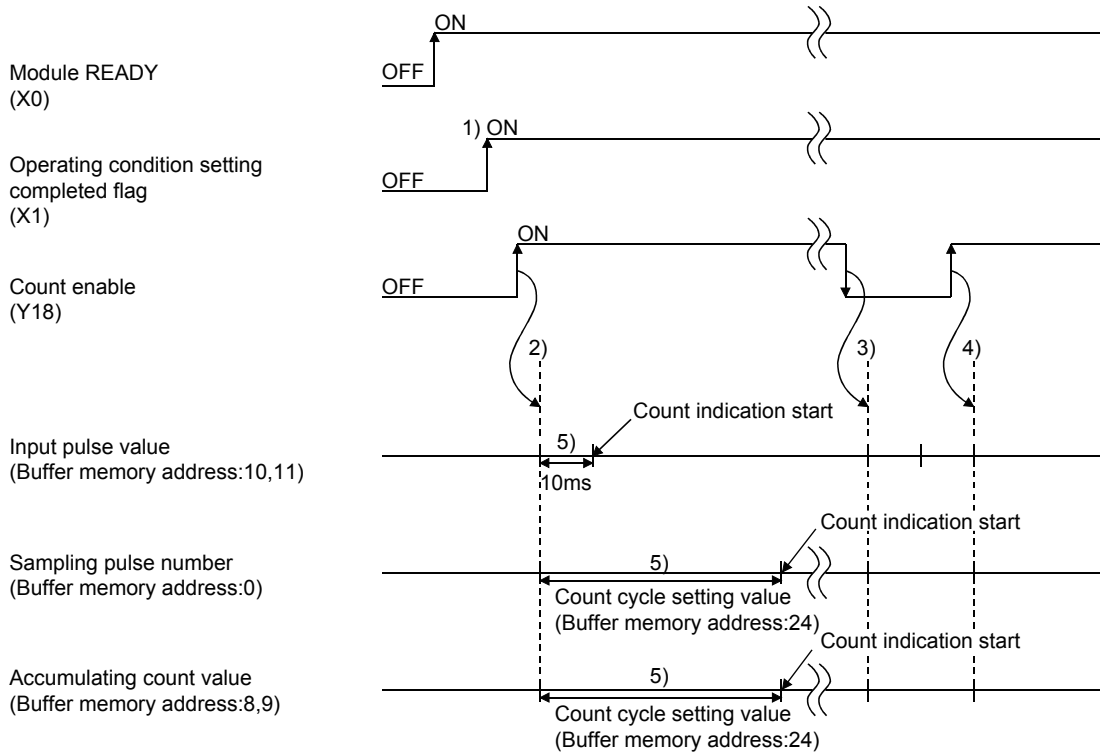 ON
Module READY
(X0)
OFF
1) ON
Operating condition setting
completed flag
(X1)
OFF
ON
Count enable
(Y18)
OFF
2)
3)
4)
Count indication start
Input pulse value
(Buffer memory address:10,11)
5)
10ms
Count indication start
Sampling pulse number
(Buffer memory address:0)
5)
Count cycle setting value
(Buffer memory address:24)
Count indication start
Accumulating count value
(Buffer memory address:8,9)
5)
Count cycle setting value
(Buffer memory address:24)